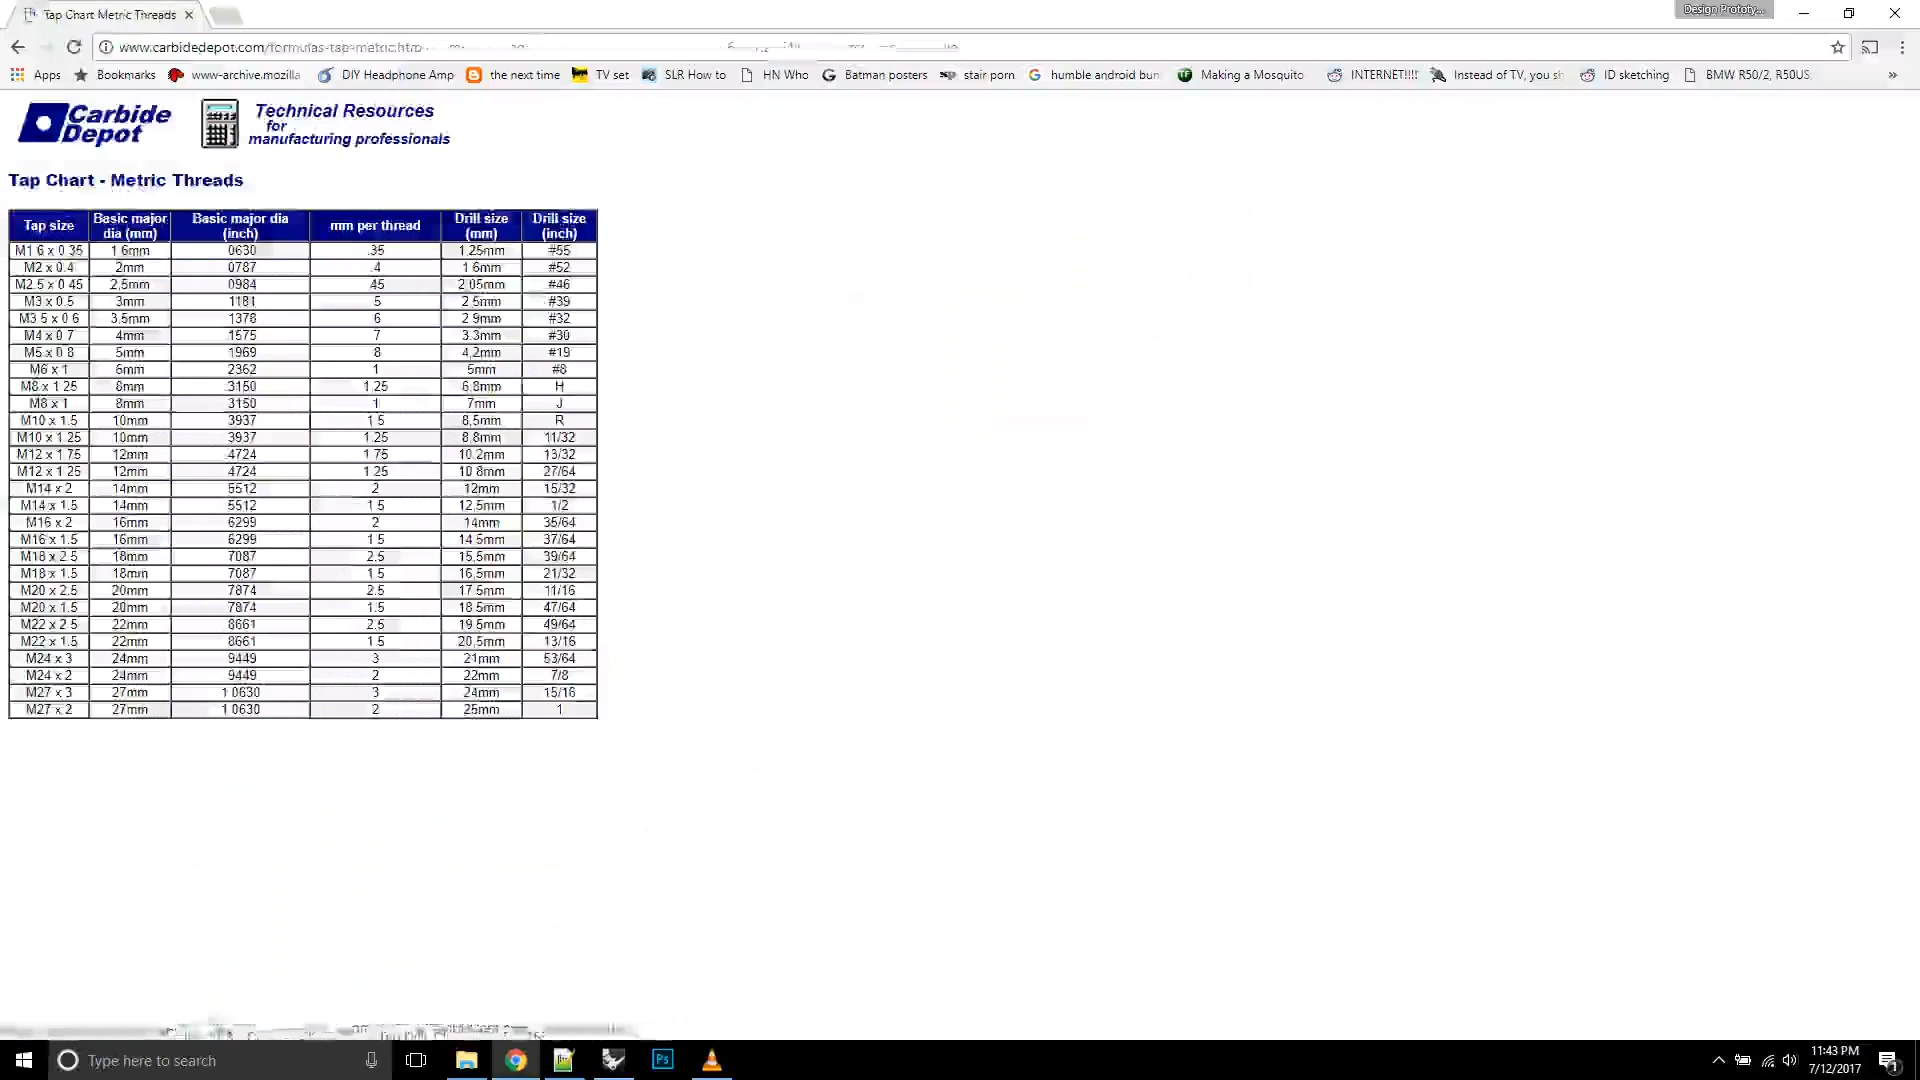 Tap Chart Metric Threads
Design Prototy...
www.carbidedepot.com/formulas-tap-metric.htm
Apps Bookmarks www-archive.mozilla DIY Headphone Amp the next time TV set SLR How to HN Who Batman posters stair porn humble android bun Making a Mosquito INTERNET!!!! Instead of TV, you sh ID sketching BMW R50/2, R50US, »
Carbide Depot
Technical Resources
for
manufacturing professionals
Tap Chart - Metric Threads
Tap size Basic major dia (mm) Basic major dia (inch) mm per thread Drill size (mm) Drill size (inch)
M1 6 x 0 35 1 6mm 0630 .35 1.25mm #55
M2 x 0.4 2mm 0787 .4 1 6mm #52
M2.5 x 0 45 2.5mm 0984 .45 2 05mm #46
M3 x 0.5 3mm 1181 5 2 5mm #39
M3 5 x 0 6 3.5mm 1378 6 2 9mm #32
M4 x 0 7 4mm 1575 7 3.3mm #30
M5 x 0 8 5mm 1969 8 4.2mm #19
M6 x 1 6mm 2362 1 5mm #8
M8 x 1 25 8mm .3150 1.25 6.8mm H
M8 x 1 8mm 3150 1 7mm J
M10 x 1.5 10mm 3937 1 5 8.5mm R
M10 x 1.25 10mm 3937 1.25 8.8mm 11/32
M12 x 1.75 12mm 4724 1 75 10.2mm 13/32
M12 x 1.25 12mm 4724 1 25 10 8mm 27/64
M14 x 2 14mm 5512 2 12mm 15/32
M14 x 1.5 14mm 5512 1 5 12.5mm 1/2
M16 x 2 16mm 6299 2 14mm 35/64
M16 x 1.5 16mm 6299 1 5 14 5mm 37/64
M18 x 2.5 18mm 7087 2.5 15.5mm 39/64
M18 x 1.5 18mm 7087 1.5 16.5mm 21/32
M20 x 2.5 20mm 7874 2.5 17 5mm 11/16
M20 x 1.5 20mm 7874 1.5 18 5mm 47/64
M22 x 2 5 22mm 8661 2.5 19 5mm 49/64
M22 x 1.5 22mm 8661 1 5 20.5mm 13/16
M24 x 3 24mm 9449 3 21mm 53/64
M24 x 2 24mm 9449 2 22mm 7/8
M27 x 3 27mm 1 0630 3 24mm 15/16
M27 x 2 27mm 1 0630 2 25mm 1
Type here to search
Ps
11:43 PM
7/12/2017
1